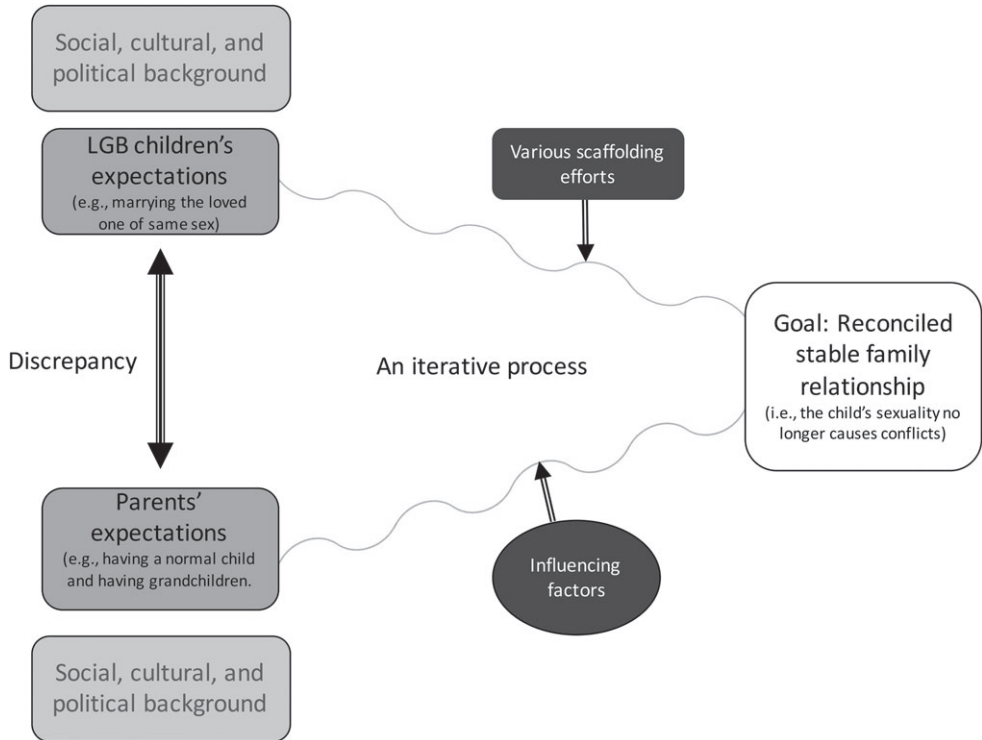 Social, cultural, and
political background
LGB children's
expectations
(e.g., marrying the loved
one of same sex)
Various scaffolding
efforts
Discrepancy
An iterative process
Goal: Reconciled
stable family
relationship
(i.e., the child's sexuality no
longer causes conflicts)
Parents'
expectations
(e.g., having a normal child
and having grandchildren.
Influencing
factors
Social, cultural, and
political background